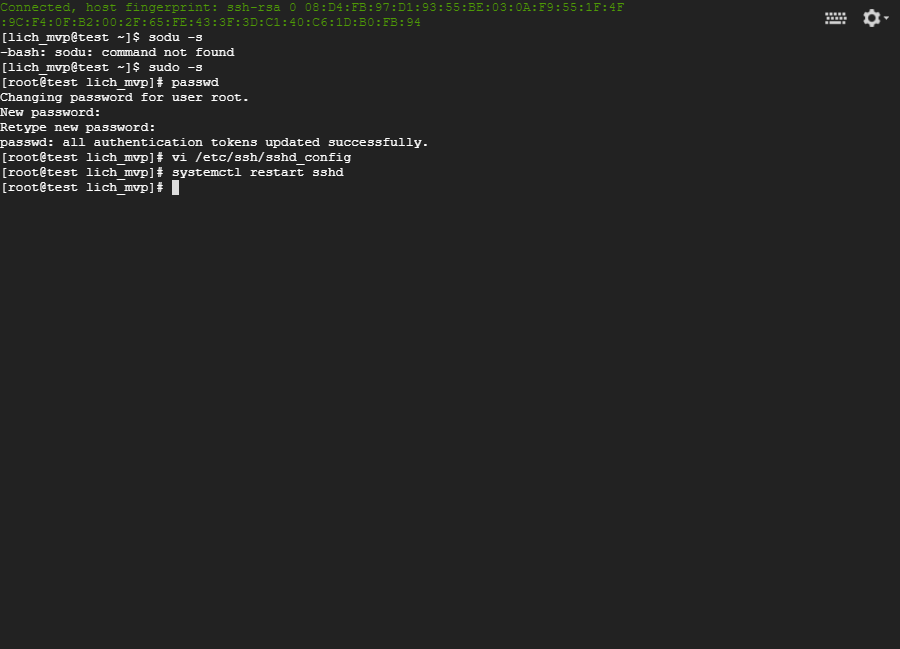 Connected, host fingerprint: ssh-rsa 0 08:D4:FB:97:D1:93:55:BE:03:0A:F9:55:1F:4F
:9C:F4:0F:B2:00:2F:65:FE:43:3F:3D:C1:40:C6:1D:B0:FB:94
[lich_mvp@test ~]$ sodu -s
-bash: sodu: command not found
[lich_mvp@test ~]$ sudo -s
[root@test lich_mvp]# passwd
Changing password for user root.
New password:
Retype new password:
passwd: all authentication tokens updated successfully.
[root@test lich_mvp]# vi /etc/ssh/sshd_config
[root@test lich_mvp]# systemctl restart sshd
[root@test lich_mvp]#